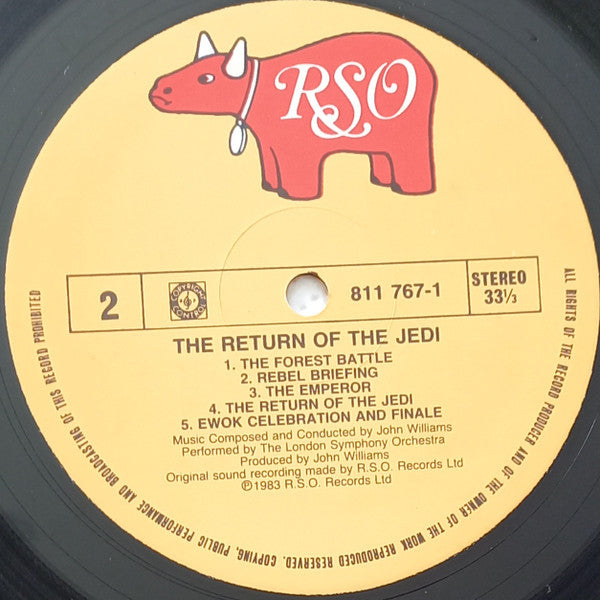 RSO
2
COPYRIGHT CONTROL
811 767-1
STEREO
33⅓
THE RETURN OF THE JEDI
1. THE FOREST BATTLE
2. REBEL BRIEFING
3. THE EMPEROR
4. THE RETURN OF THE JEDI
5. EWOK CELEBRATION AND FINALE
Music Composed and Conducted by John Williams
Performed by The London Symphony Orchestra
Produced by John Williams
Original sound recording made by R.S.O. Records Ltd
℗1983 R.S.O. Records Ltd
ALL RIGHTS OF THE RECORD PRODUCER AND OF THE OWNER OF THE WORK REPRODUCED RESERVED. COPYING, PUBLIC PERFORMANCE AND BROADCASTING OF THIS RECORD PROHIBITED